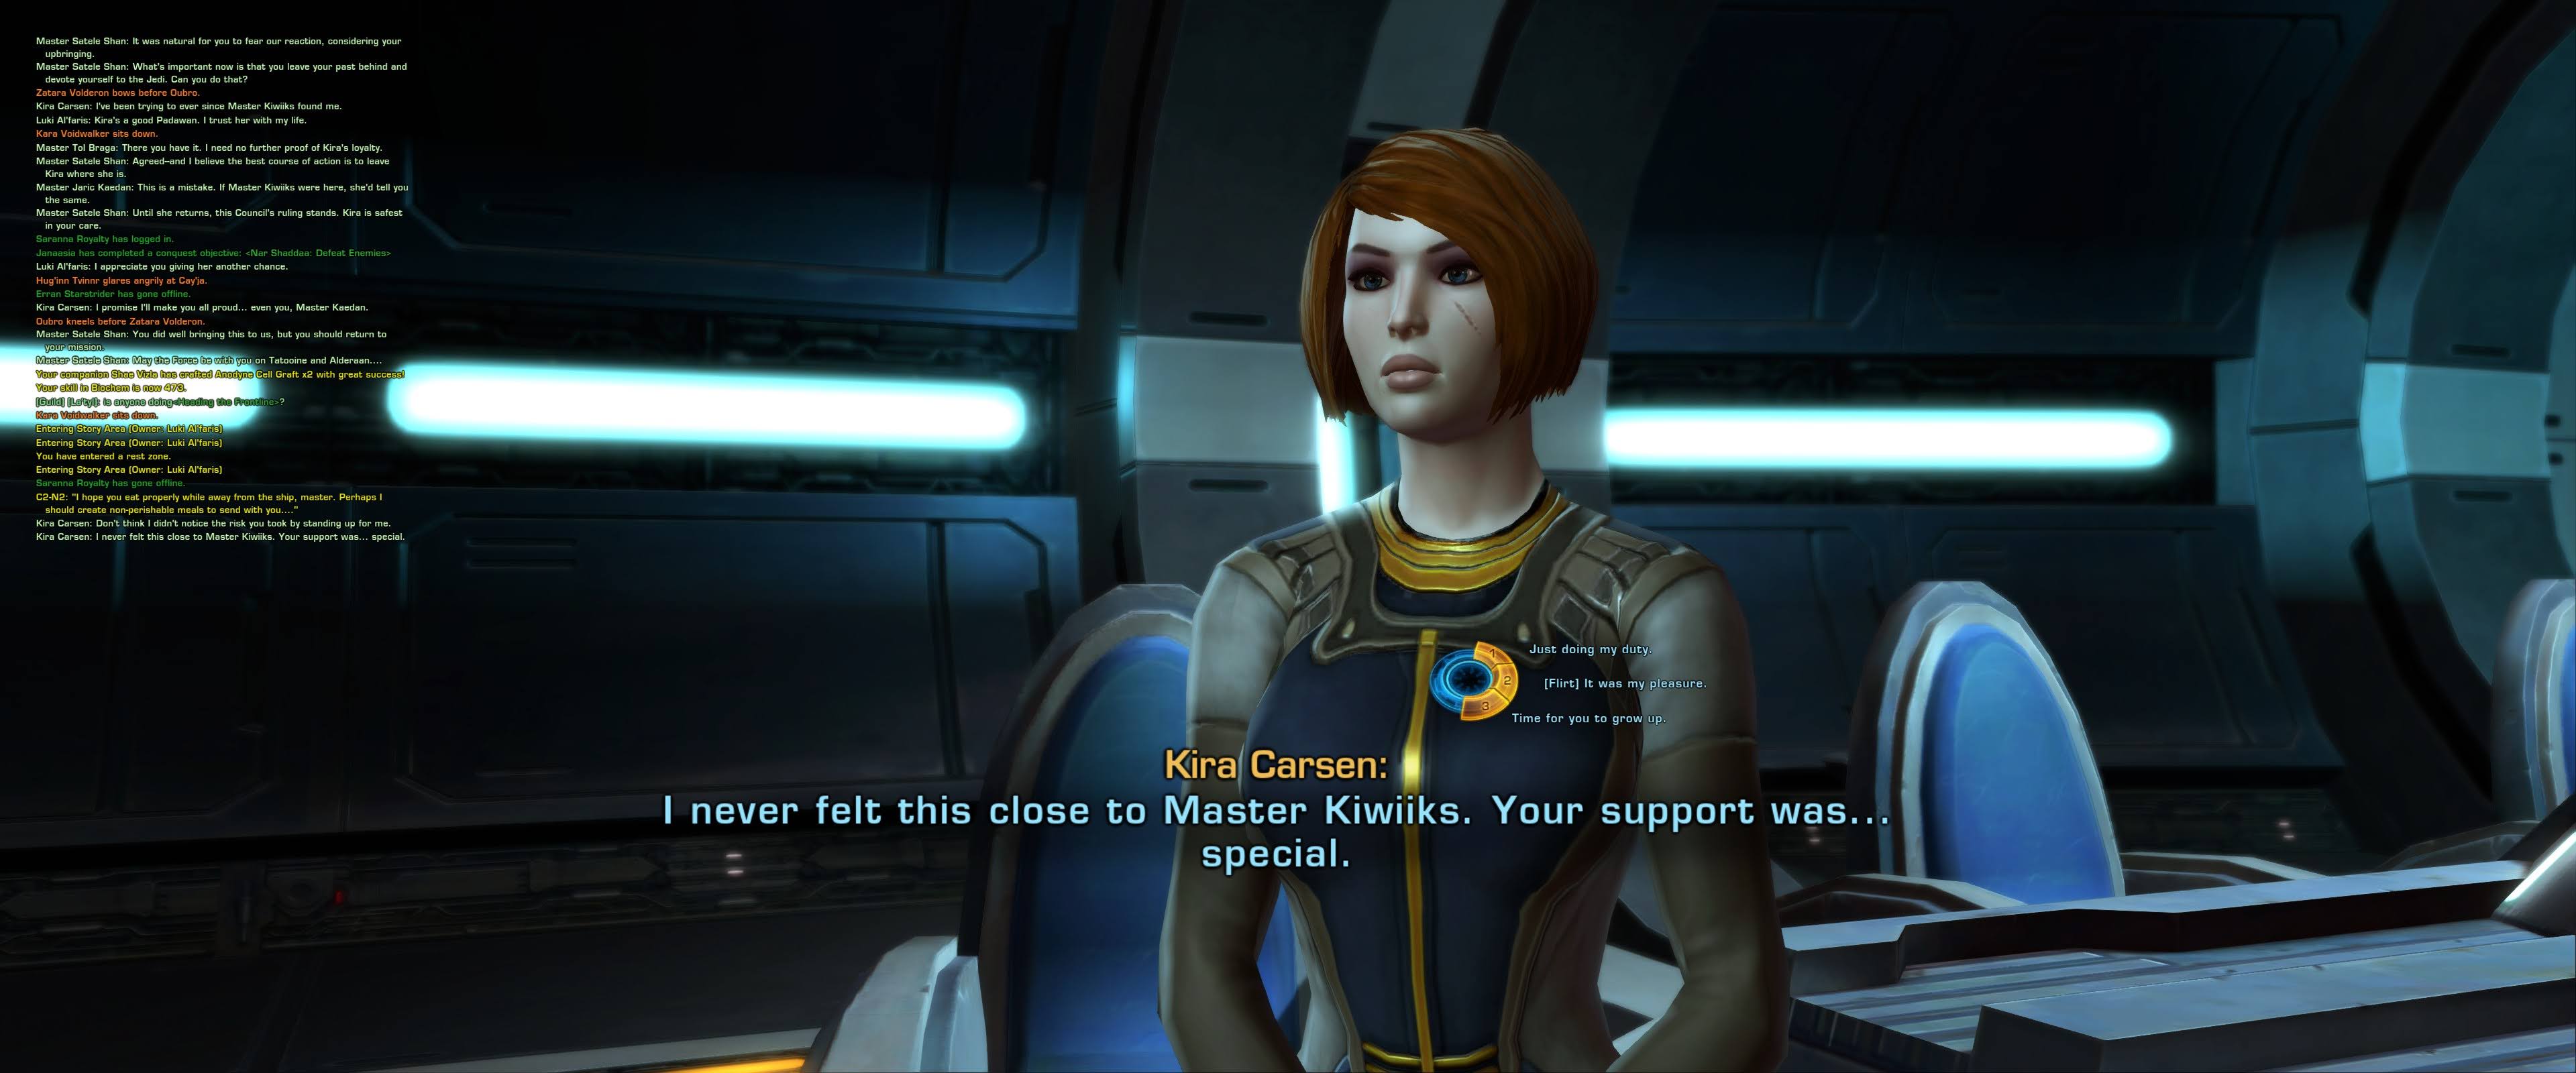 Master Satele Shan: It was natural for you to fear our reaction, considering your
upbringing.
Master Satele Shan: What's important now is that you leave your past behind and
devote yourself to the Jedi. Can you do that?
Zatara Volderon bows before Oubro.
Kira Carsen: I've been trying to ever since Master Kiwiiks found me.
Luki Al'faris: Kira's a good Padawan. I trust her with my life.
Kara Voidwalker sits down.
Master Tol Braga: There you have it. I need no further proof of Kira's loyalty.
Master Satele Shan: Agreed—and I believe the best course of action is to leave
Kira where she is.
Master Jaric Kaedan: This is a mistake. If Master Kiwiiks were here, she'd tell you
the same.
Master Satele Shan: Until she returns, this Council's ruling stands. Kira is safest
in your care.
Saranna Royalty has logged in.
Janaasia has completed a conquest objective: <Nar Shaddaa: Defeat Enemies>
Luki Al'faris: I appreciate you giving her another chance.
Hug'inn Tvinnr glares angrily at Cay'ja.
Erran Starstrider has gone offline.
Kira Carsen: I promise I'll make you all proud... even you, Master Kaedan.
Oubro kneels before Zatara Volderon.
Master Satele Shan: You did well bringing this to us, but you should return to
your mission.
Master Satele Shan: May the Force be with you on Tatooine and Alderaan....
Your companion Shae Vizla has crafted Anodyne Cell Graft x2 with great success!
Your skill in Biochem is now 473.
[Guild] [La'tyl]: is anyone doing<Heading the Frontline>?
Kara Voidwalker sits down.
Entering Story Area (Owner: Luki Al'faris)
Entering Story Area (Owner: Luki Al'faris)
You have entered a rest zone.
Entering Story Area (Owner: Luki Al'faris)
Saranna Royalty has gone offline.
C2-N2: "I hope you eat properly while away from the ship, master. Perhaps I
should create non-perishable meals to send with you...."
Kira Carsen: Don't think I didn't notice the risk you took by standing up for me.
Kira Carsen: I never felt this close to Master Kiwiiks. Your support was... special.
1 Just doing my duty.
2 [Flirt] It was my pleasure.
3 Time for you to grow up.
Kira Carsen:
I never felt this close to Master Kiwiiks. Your support was...
special.